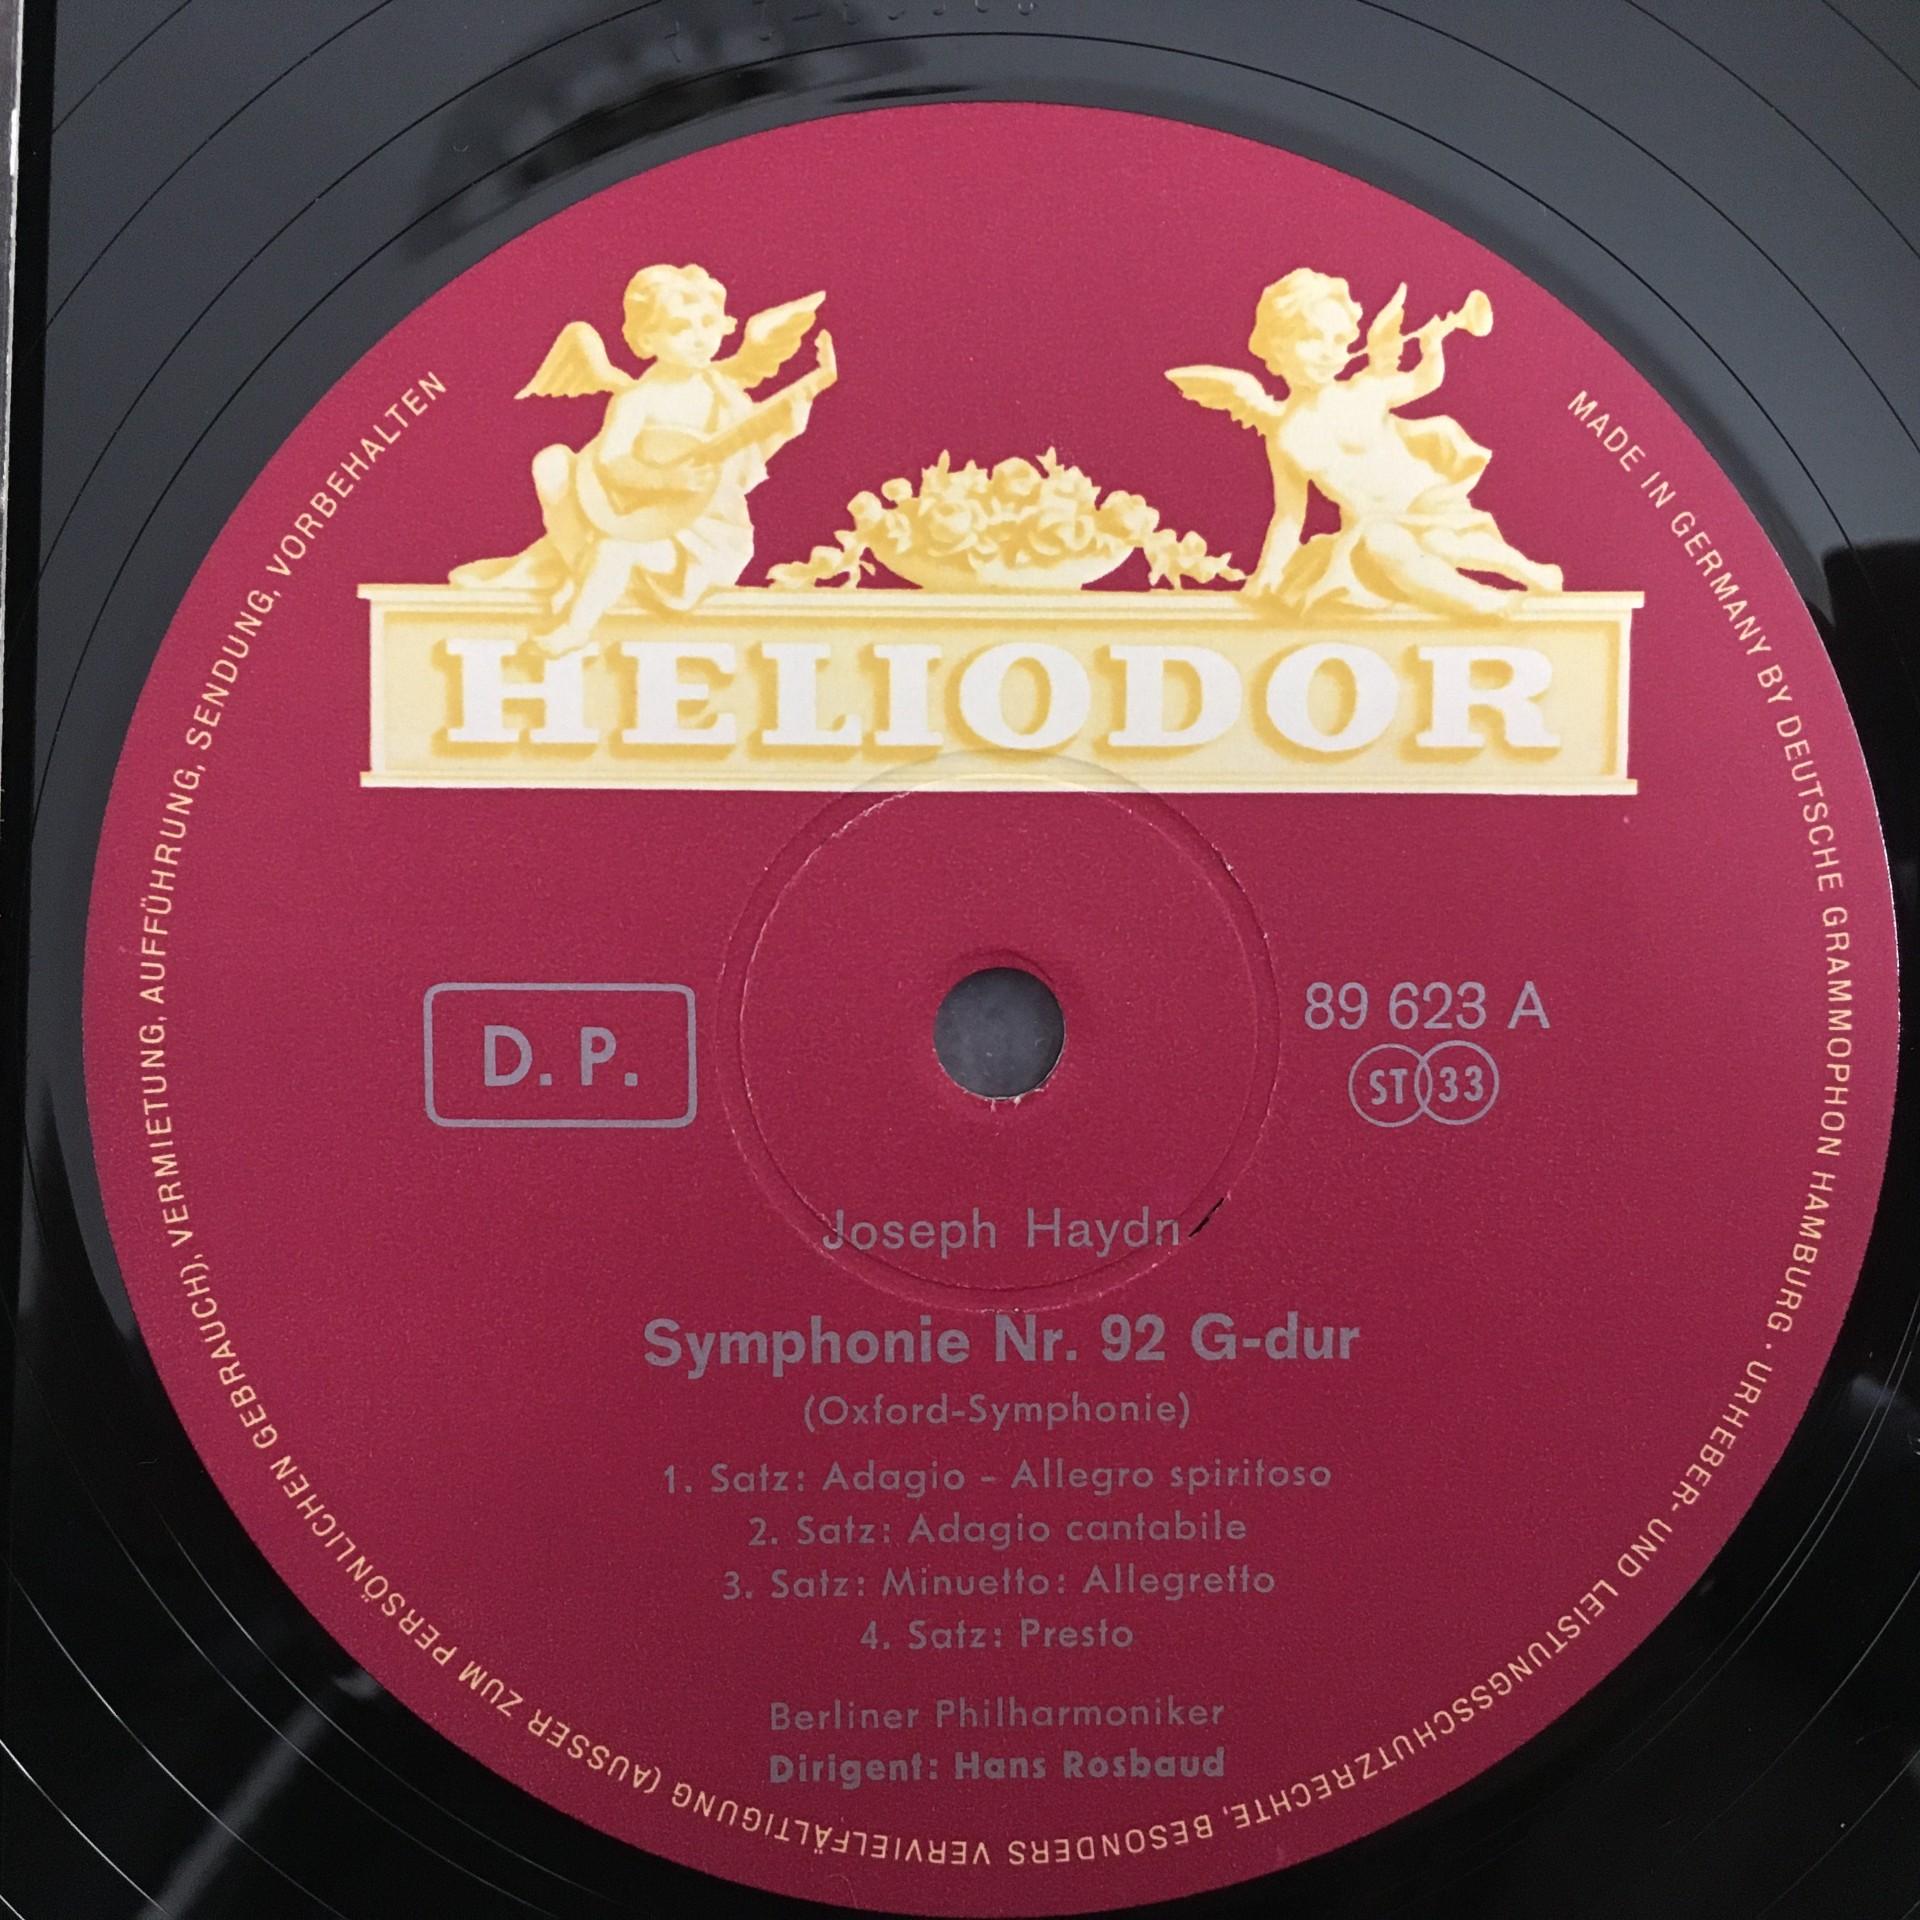 HELIODOR
D. P.
89 623 A
ST 33
Joseph Haydn
Symphonie Nr. 92 G-dur
(Oxford-Symphonie)
1. Satz: Adagio - Allegro spiritoso
2. Satz: Adagio cantabile
3. Satz: Minuetto: Allegretto
4. Satz: Presto
Berliner Philharmoniker
Dirigent: Hans Rosbaud
MADE IN GERMANY BY DEUTSCHE GRAMMOPHON HAMBURG · URHEBER- UND LEISTUNGSSCHUTZRECHTE, BESONDERS VERVIELFÄLTIGUNG (AUSSER ZUM PERSÖNLICHEN GEBRAUCH), VERMIETUNG, AUFFÜHRUNG, SENDUNG, VORBEHALTEN